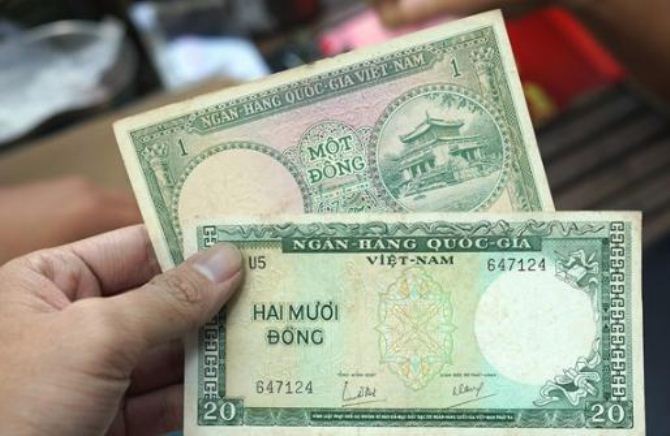 NGÂN-HÀNG QUỐC-GIA VIỆT NAM
1
1
MỘT
ĐỒNG
NGÂN-HÀNG QUỐC-GIA
VIỆT-NAM
U5
647124
HAI MƯƠI
ĐỒNG
647124
20
20